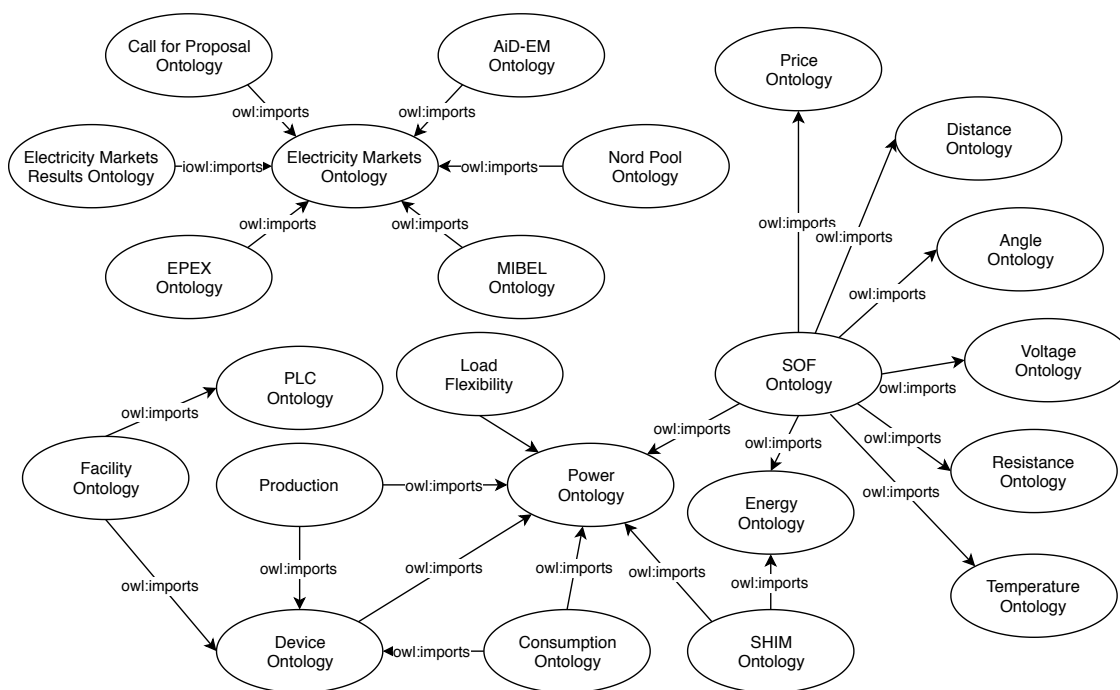 Call for Proposal
Ontology
AiD-EM
Ontology
Price
Ontology
owl:imports
owl:imports
Distance
Ontology
Electricity Markets
Results Ontology
iowl:imports
Electricity Markets
Ontology
owl:imports
Nord Pool
Ontology
owl:imports
owl:imports
owl:imports
owl:imports
Angle
Ontology
EPEX
Ontology
MIBEL
Ontology
owl:imports
Load
Flexibility
SOF
Ontology
Voltage
Ontology
PLC
Ontology
owl:imports
owl:imports
owl:imports
owl:imports
owl:imports
Facility
Ontology
Production
owl:imports
Power
Ontology
Resistance
Ontology
owl:imports
Energy
Ontology
owl:imports
owl:imports
owl:imports
owl:imports
owl:imports
owl:imports
owl:imports
Temperature
Ontology
Device
Ontology
owl:imports
Consumption
Ontology
SHIM
Ontology